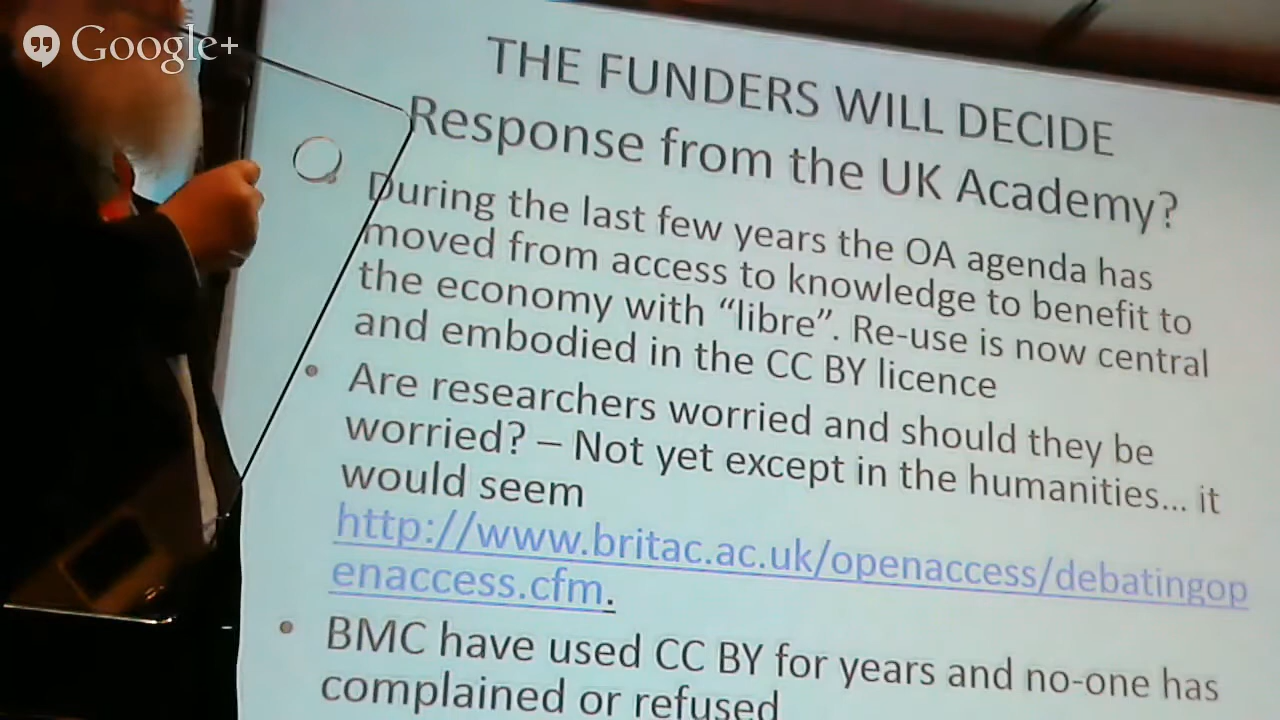 Google+
THE FUNDERS WILL DECIDE
Response from the UK Academy?
During the last few years the OA agenda has
moved from access to knowledge to benefit to
the economy with “libre”. Re-use is now central
and embodied in the CC BY licence
• Are researchers worried and should they be
worried? – Not yet except in the humanities... it
would seem
http://www.britac.ac.uk/openaccess/debatingop
enaccess.cfm.
• BMC have used CC BY for years and no-one has
complained or refused